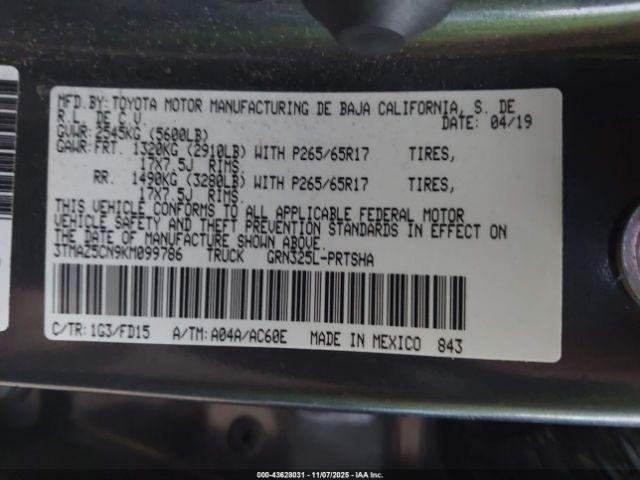 MFD.BY: TOYOTA MOTOR MANUFACTURING DE BAJA CALIFORNIA, S. DE
R.L. DE C.V. DATE: 04/19
GVWR: 2545KG (5600LB)
GAWR: FRT. 1320KG (2910LB) WITH P265/65R17 TIRES,
17X7.5J RIMS.
RR. 1490KG (3280LB) WITH P265/65R17 TIRES,
17X7.5J RIMS.
THIS VEHICLE CONFORMS TO ALL APPLICABLE FEDERAL MOTOR
VEHICLE SAFETY AND THEFT PREVENTION STANDARDS IN EFFECT ON
THE DATE OF MANUFACTURE SHOWN ABOVE.
3TMAZ5CN9KM099786 TRUCK GRN325L-PRTSHA
C/TR: 1G3/FD15 A/TM: A04A/AC60E MADE IN MEXICO 843
000-43628031 - 11/07/2025 - IAAI.com